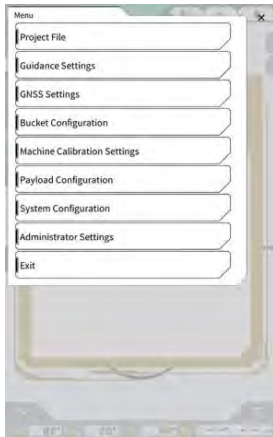 Menu
Project File
Guidance Settings
GNSS Settings
Bucket Configuration
Machine Calibration Settings
Payload Configuration
System Configuration
Administrator Settings
Exit